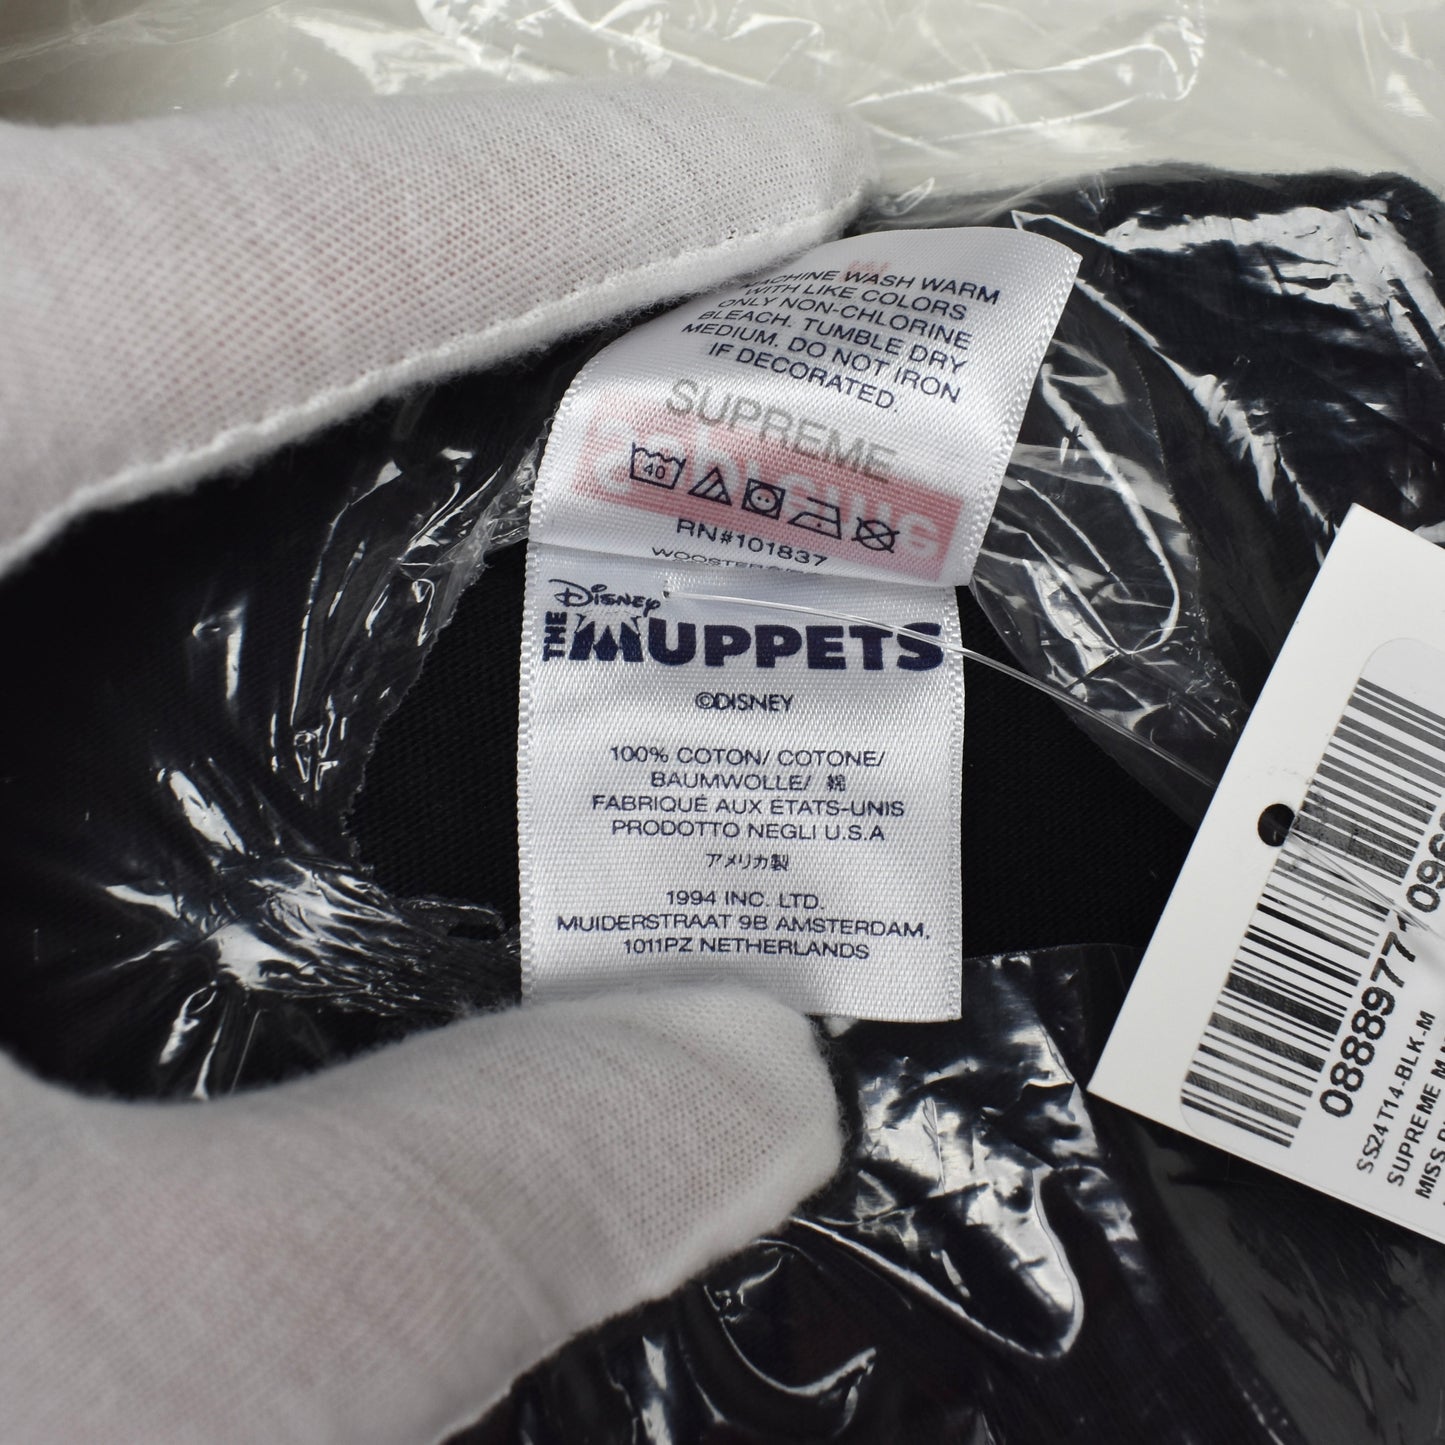 MACHINE WASH WARM
WITH LIKE COLORS
ONLY NON-CHLORINE
BLEACH. TUMBLE DRY
MEDIUM. DO NOT IRON
IF DECORATED.
SUPREME
40
RN#101837
Disney
THE MUPPETS
©DISNEY
100% COTON/ COTONE/
BAUMWOLLE/ 綿
FABRIQUÉ AUX ÉTATS-UNIS
PRODOTTO NEGLI U.S.A
アメリカ製
1994 INC. LTD.
MUIDERSTRAAT 9B AMSTERDAM,
1011PZ NETHERLANDS
SS24T14-BLK-M
SUPREME
MISS